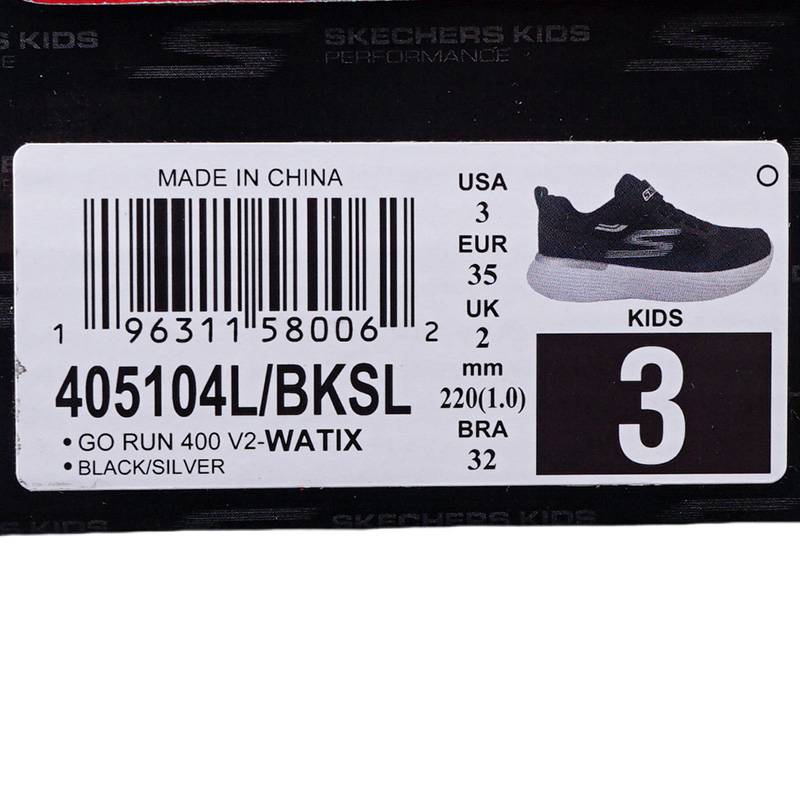 S KIDS
E
SKECHERS KIDS
PERFORMANCE
MADE IN CHINA
1 96311 58006 2
405104L/BKSL
•GO RUN 400 V2-WATIX
•BLACK/SILVER
USA
3
EUR
35
UK
2
mm
220(1.0)
BRA
32
KIDS
3
SKECHERS KIDS